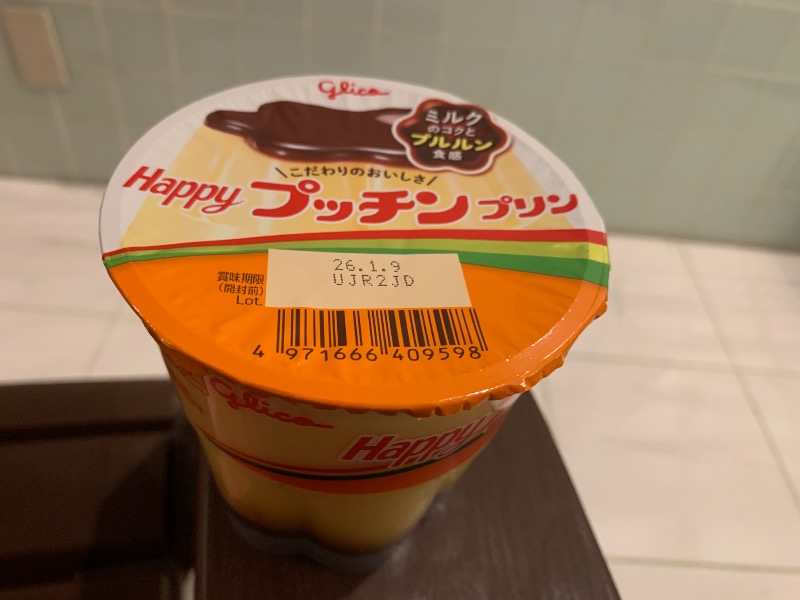 Glico
ミルク
のコクと
プルルン
食感
\こだわりのおいしさ/
Happy プッチンプリン
賞味期限
(開封前)
Lot.
26.1.9
UJR2JD
4 971666 409598
Glico
Happy